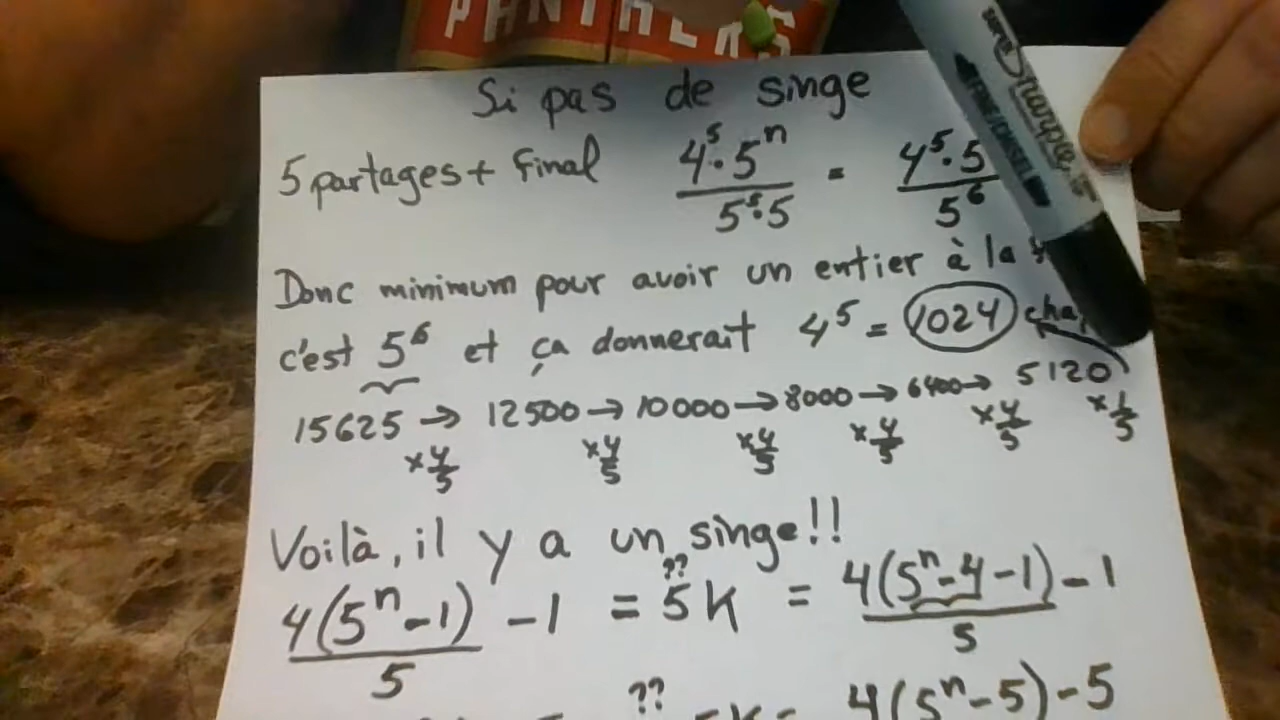 PANTHERS
Sharpie
Si pas de singe
5 partages + Final 4⁵·5ⁿ / 5⁵·5 = 4⁵·5 / 5⁶
Donc minimum pour avoir un entier à la
c'est 5⁶ et ça donnerait 4⁵ = 1024
15625 → 12500 → 10000 → 8000 → 6400 → 5120
×4/5 ×4/5 ×4/5 ×4/5 ×4/5 ×1/5
Voilà, il y a un singe!!
4(5ⁿ-1)/5 - 1 = ?? 5k = 4(5ⁿ-4-1)/5 - 1
?? 4(5ⁿ-5)-5